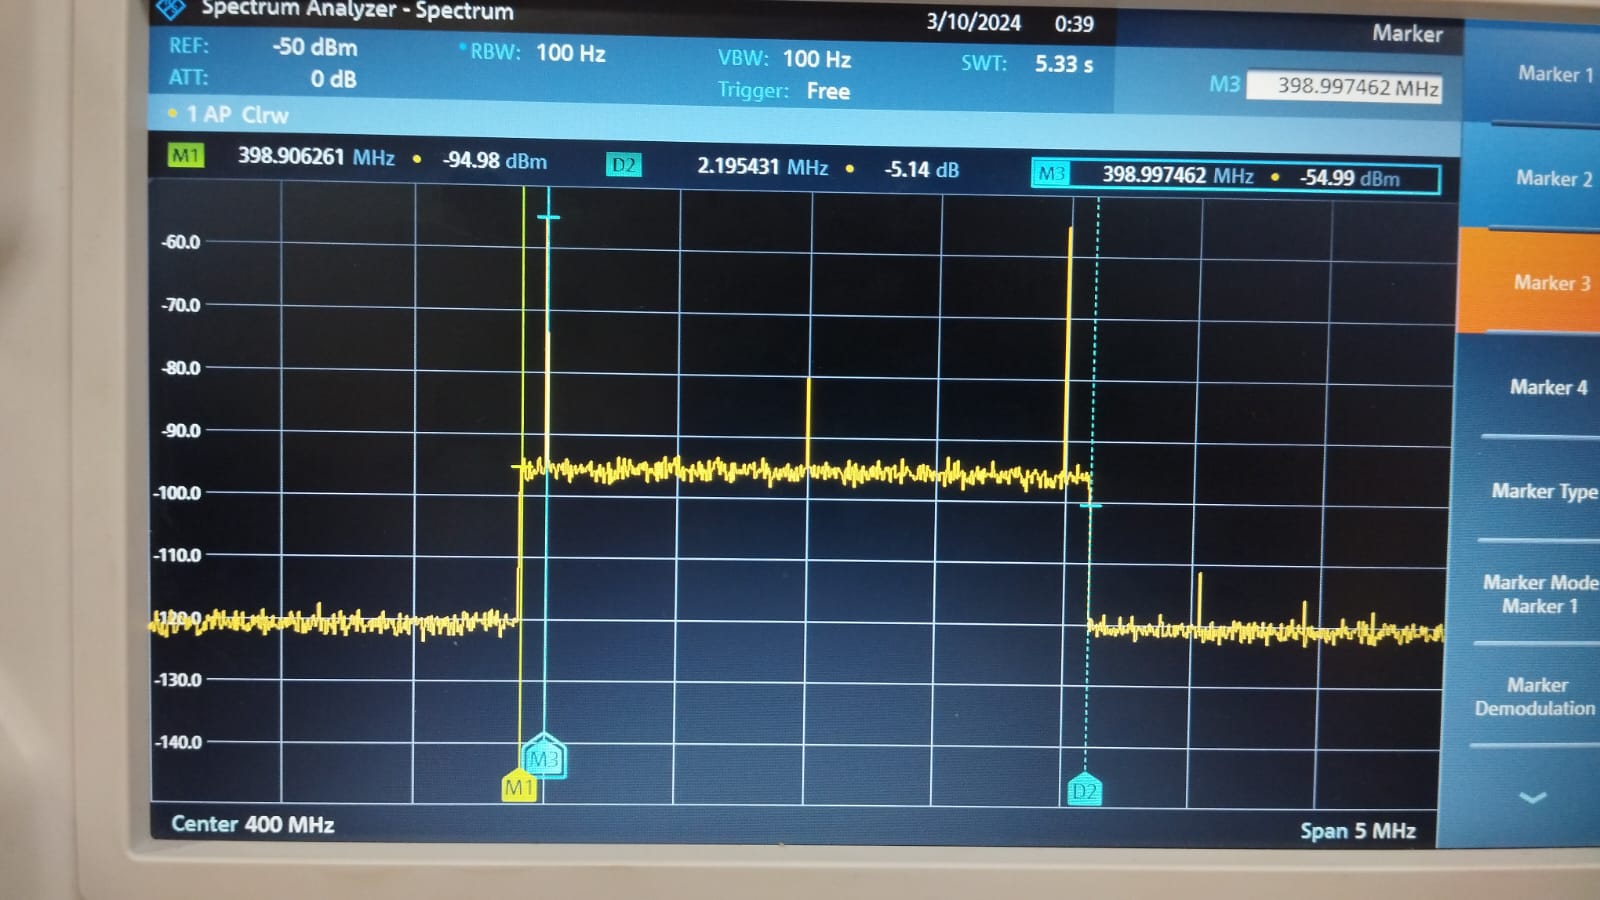 Spectrum Analyzer - Spectrum
3/10/2024 0:39
Marker
REF: -50 dBm
RBW: 100 Hz
VBW: 100 Hz
SWT: 5.33 s
ATT: 0 dB
Trigger: Free
M3 398.997462 MHz
1 AP Clrw
M1 398.906261 MHz • -94.98 dBm
D2 2.195431 MHz • -5.14 dB
M3 398.997462 MHz • -54.99 dBm
-60.0
-70.0
-80.0
-90.0
-100.0
-110.0
-120.0
-130.0
-140.0
M3
M1
D2
Center 400 MHz
Span 5 MHz
Marker 1
Marker 2
Marker 3
Marker 4
Marker Type
Marker Mode
Marker 1
Marker
Demodulation